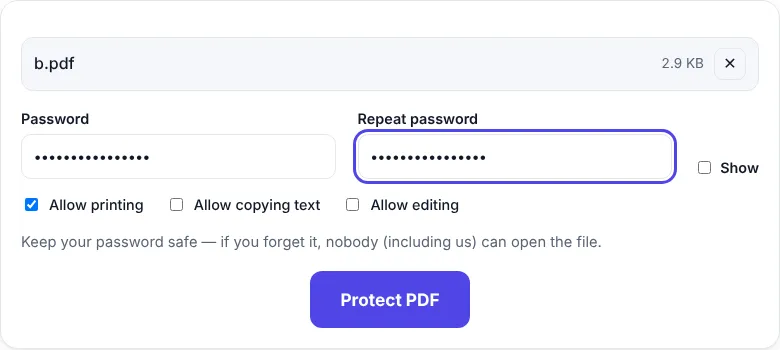 b.pdf 2.9 KB ✕
Password Repeat password
•••••••••••••••• •••••••••••••••• Show
Allow printing Allow copying text Allow editing
Keep your password safe — if you forget it, nobody (including us) can open the file.
Protect PDF